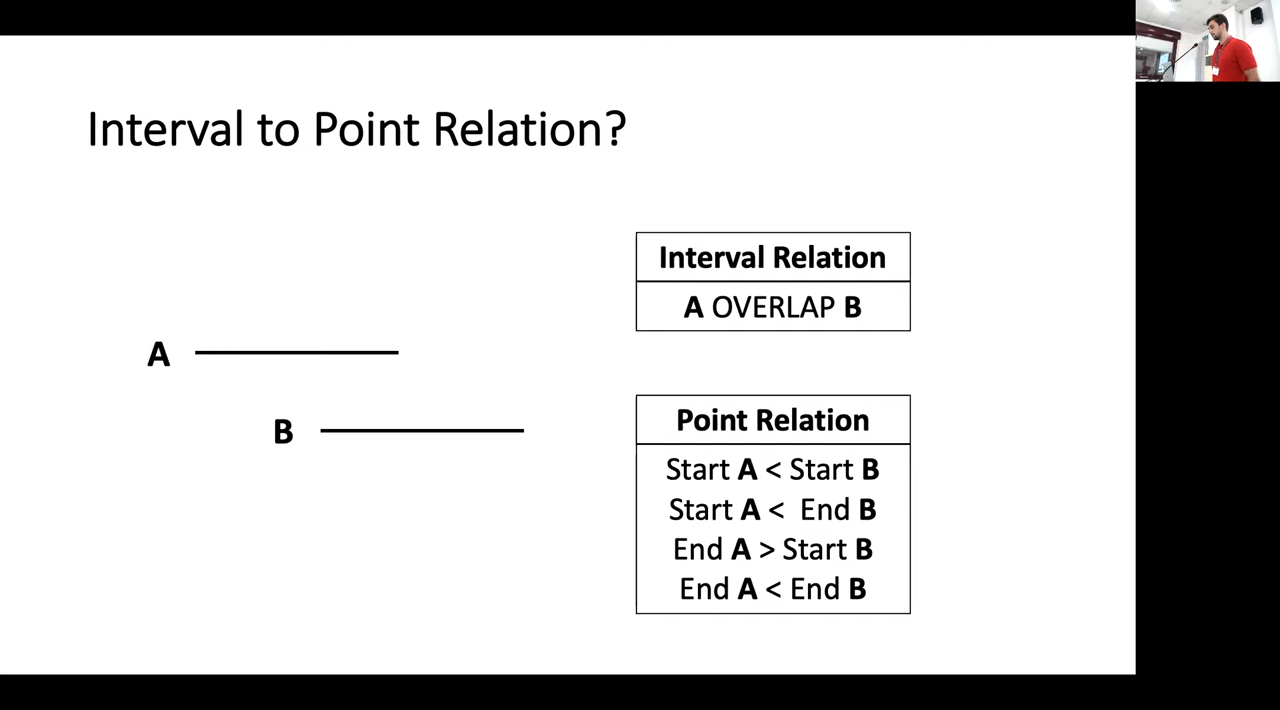 Interval to Point Relation?
Interval Relation
A OVERLAP B
A
B
Point Relation
Start A < Start B
Start A < End B
End A > Start B
End A < End B